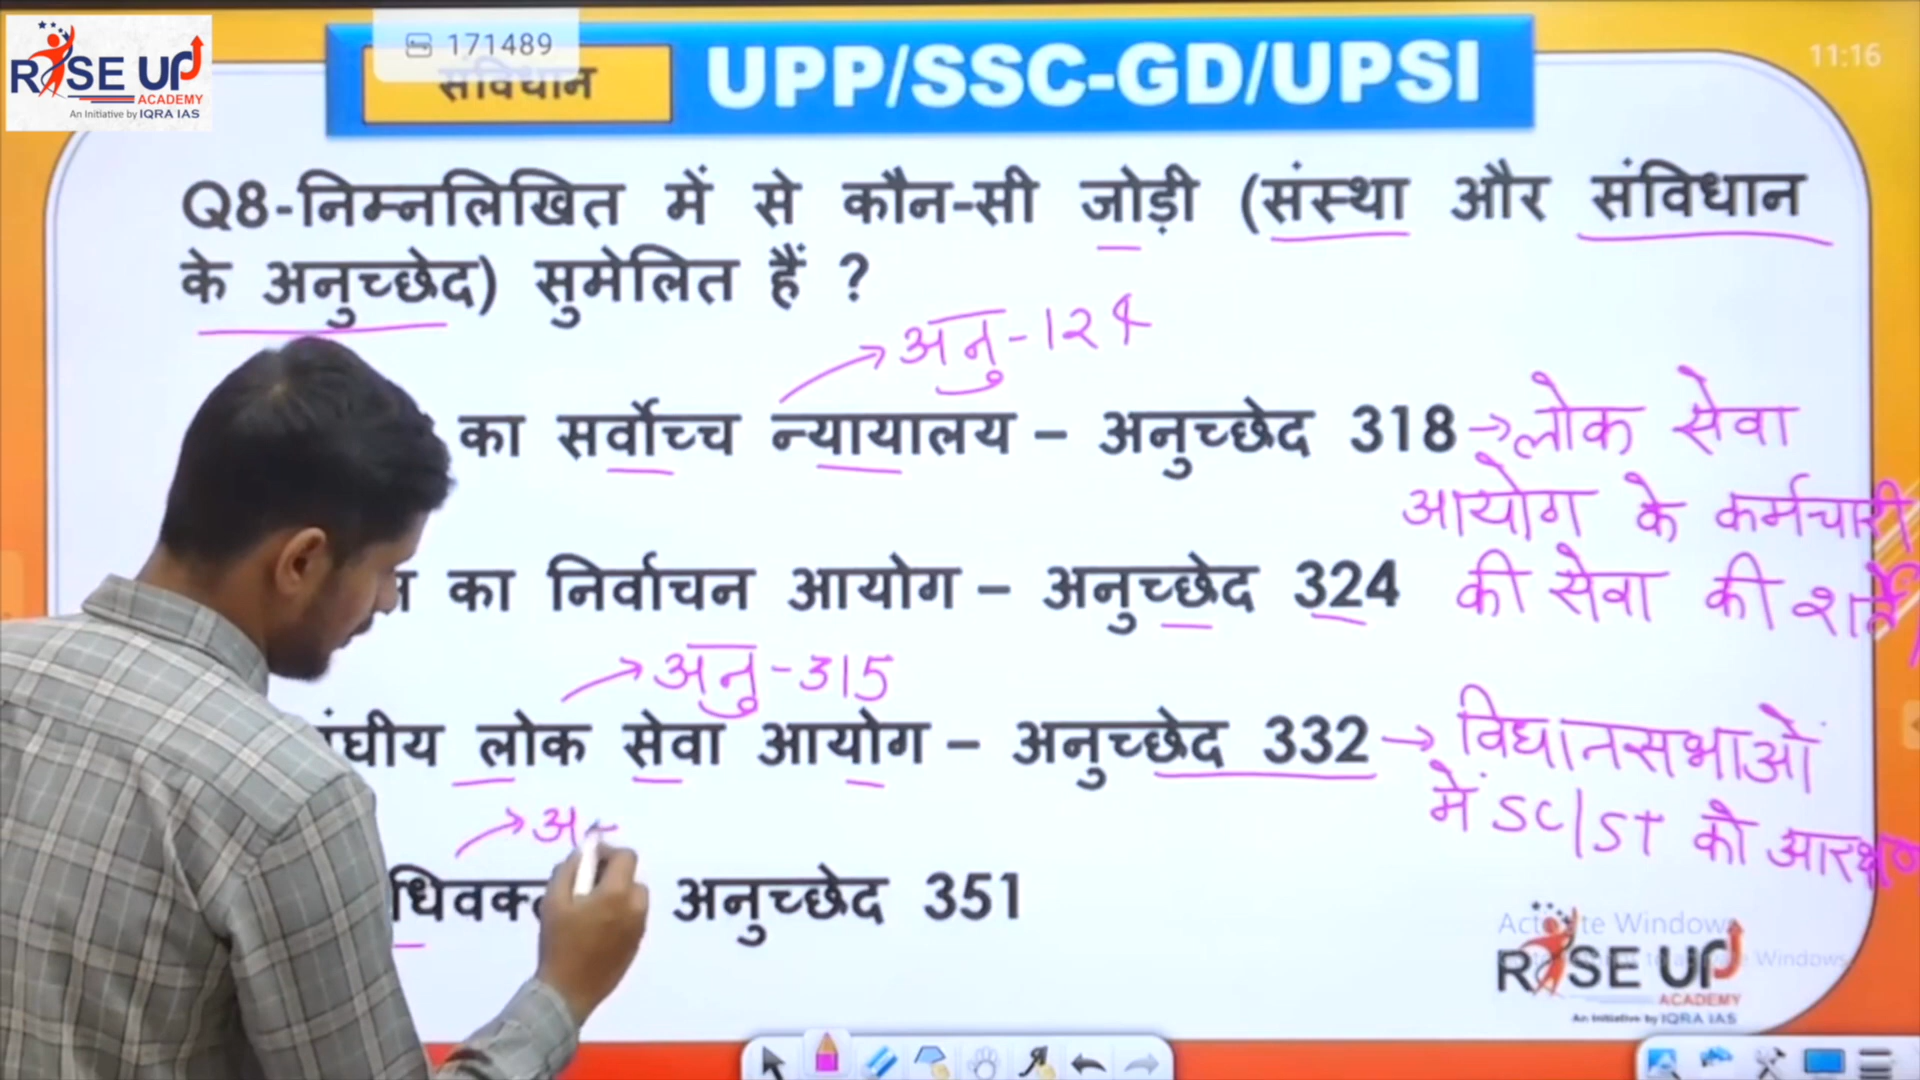 RISE UP
ACADEMY
An Initiative by IQRA IAS
171489
संविधान
UPP/SSC-GD/UPSI
11:16
Q8-निम्नलिखित में से कौन-सी जोड़ी (संस्था और संविधान
के अनुच्छेद) सुमेलित हैं ?
अनु-124
का सर्वोच्च न्यायालय – अनुच्छेद 318 → लोक सेवा
आयोग के कर्मचारी
का निर्वाचन आयोग – अनुच्छेद 324 की सेवा की शर्तें
अनु-315
लोक सेवा आयोग – अनुच्छेद 332 → विधानसभाओं
में SC/ST को आरक्षण
अनुच्छेद 351
Activate Windows
RISE UP
ACADEMY
An Initiative by IQRA IAS